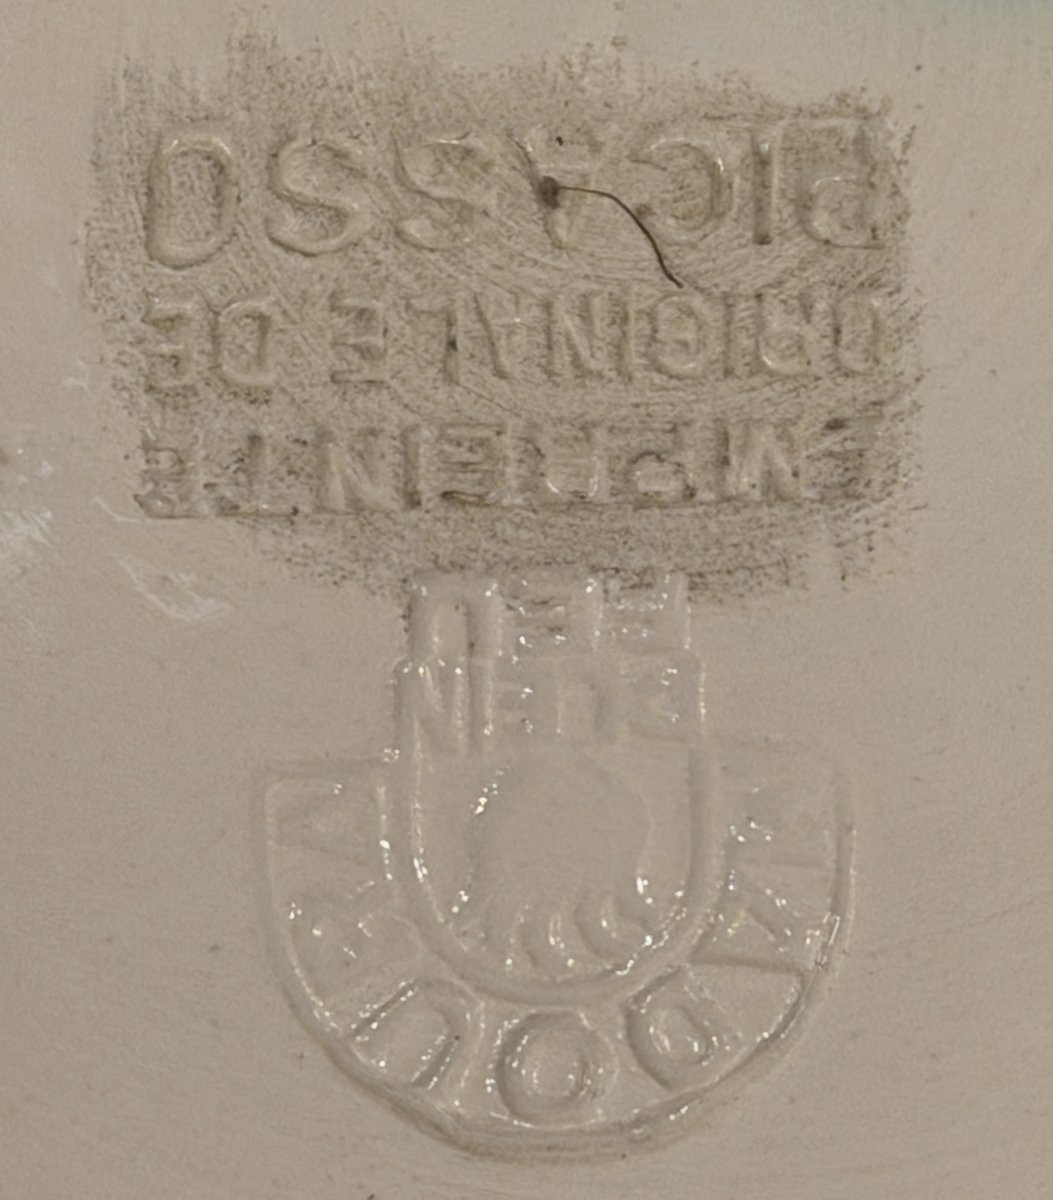 MADOURA
PLEIN
FEU
EMPREINTE
ORIGINALE DE
PICASSO